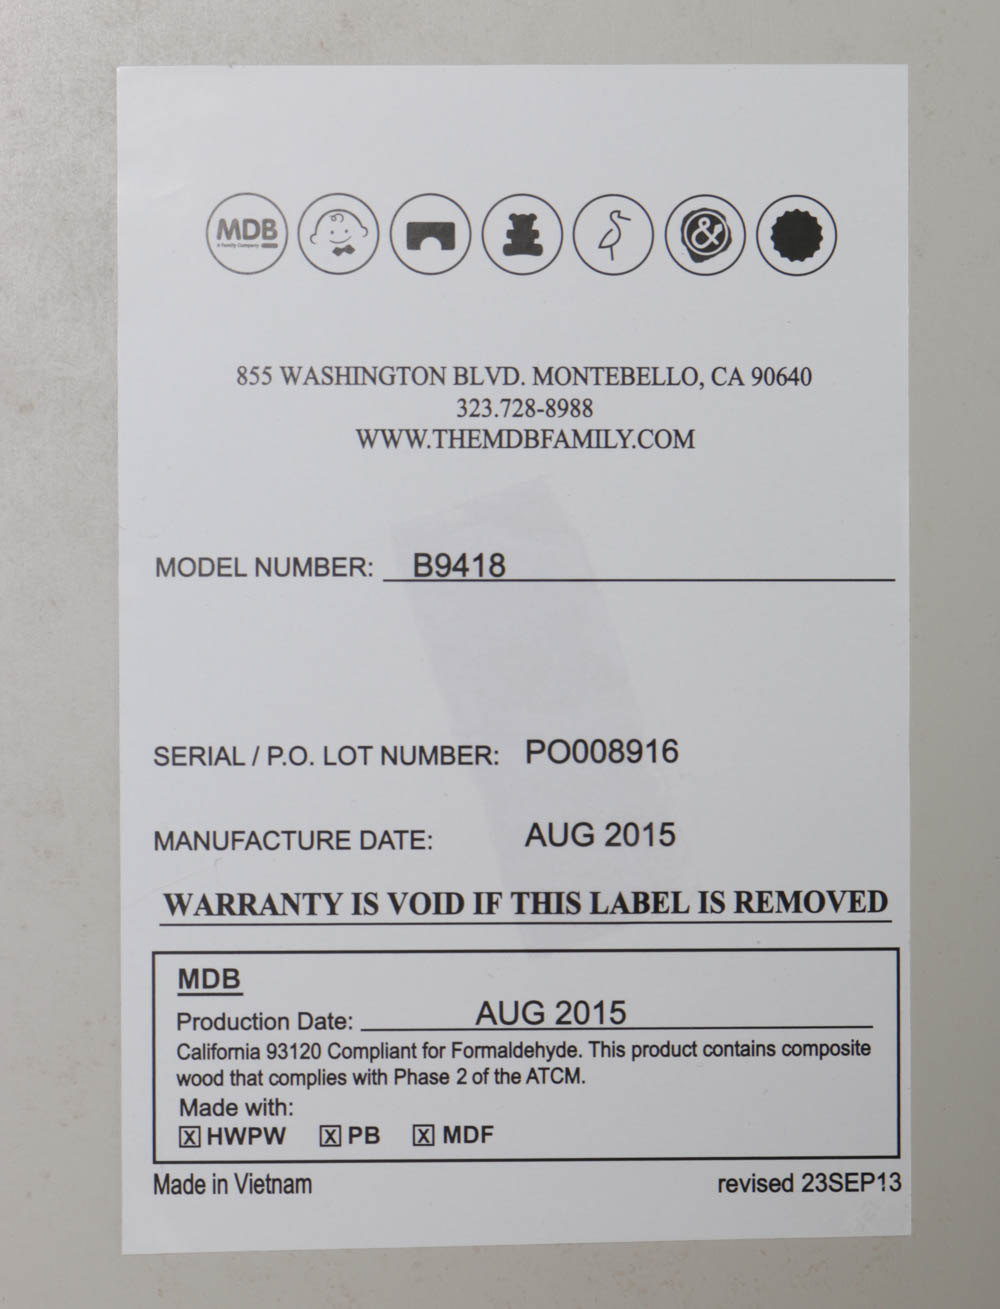 MDB
A Family Company
&
855 WASHINGTON BLVD. MONTEBELLO, CA 90640
323.728-8988
WWW.THEMDBFAMILY.COM
MODEL NUMBER: B9418
SERIAL / P.O. LOT NUMBER: PO008916
MANUFACTURE DATE: AUG 2015
WARRANTY IS VOID IF THIS LABEL IS REMOVED
MDB
Production Date: AUG 2015
California 93120 Compliant for Formaldehyde. This product contains composite
wood that complies with Phase 2 of the ATCM.
Made with:
☒ HWPW ☒ PB ☒ MDF
Made in Vietnam revised 23SEP13